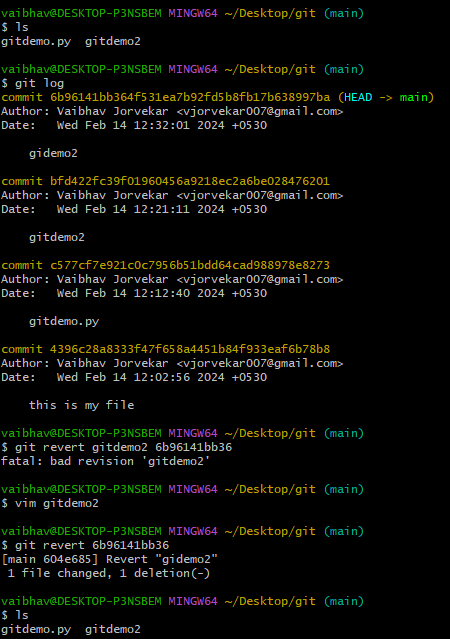 vaibhav@DESKTOP-P3NSBEM MINGW64 ~/Desktop/git (main)
$ ls
gitdemo.py  gitdemo2

vaibhav@DESKTOP-P3NSBEM MINGW64 ~/Desktop/git (main)
$ git log
commit 6b96141bb364f531ea7b92fd5b8fb17b638997ba (HEAD -> main)
Author: Vaibhav Jorvekar <vjorvekar007@gmail.com>
Date:   Wed Feb 14 12:32:01 2024 +0530

    gidemo2

commit bfd422fc39f01960456a9218ec2a6be028476201
Author: Vaibhav Jorvekar <vjorvekar007@gmail.com>
Date:   Wed Feb 14 12:21:11 2024 +0530

    gitdemo2

commit c577cf7e921c0c7956b51bdd64cad988978e8273
Author: Vaibhav Jorvekar <vjorvekar007@gmail.com>
Date:   Wed Feb 14 12:12:40 2024 +0530

    gitdemo.py

commit 4396c28a8333f47f658a4451b84f933eaf6b78b8
Author: Vaibhav Jorvekar <vjorvekar007@gmail.com>
Date:   Wed Feb 14 12:02:56 2024 +0530

    this is my file

vaibhav@DESKTOP-P3NSBEM MINGW64 ~/Desktop/git (main)
$ git revert gitdemo2 6b96141bb36
fatal: bad revision 'gitdemo2'

vaibhav@DESKTOP-P3NSBEM MINGW64 ~/Desktop/git (main)
$ vim gitdemo2

vaibhav@DESKTOP-P3NSBEM MINGW64 ~/Desktop/git (main)
$ git revert 6b96141bb36
[main 604e685] Revert "gidemo2"
 1 file changed, 1 deletion(-)

vaibhav@DESKTOP-P3NSBEM MINGW64 ~/Desktop/git (main)
$ ls
gitdemo.py  gitdemo2